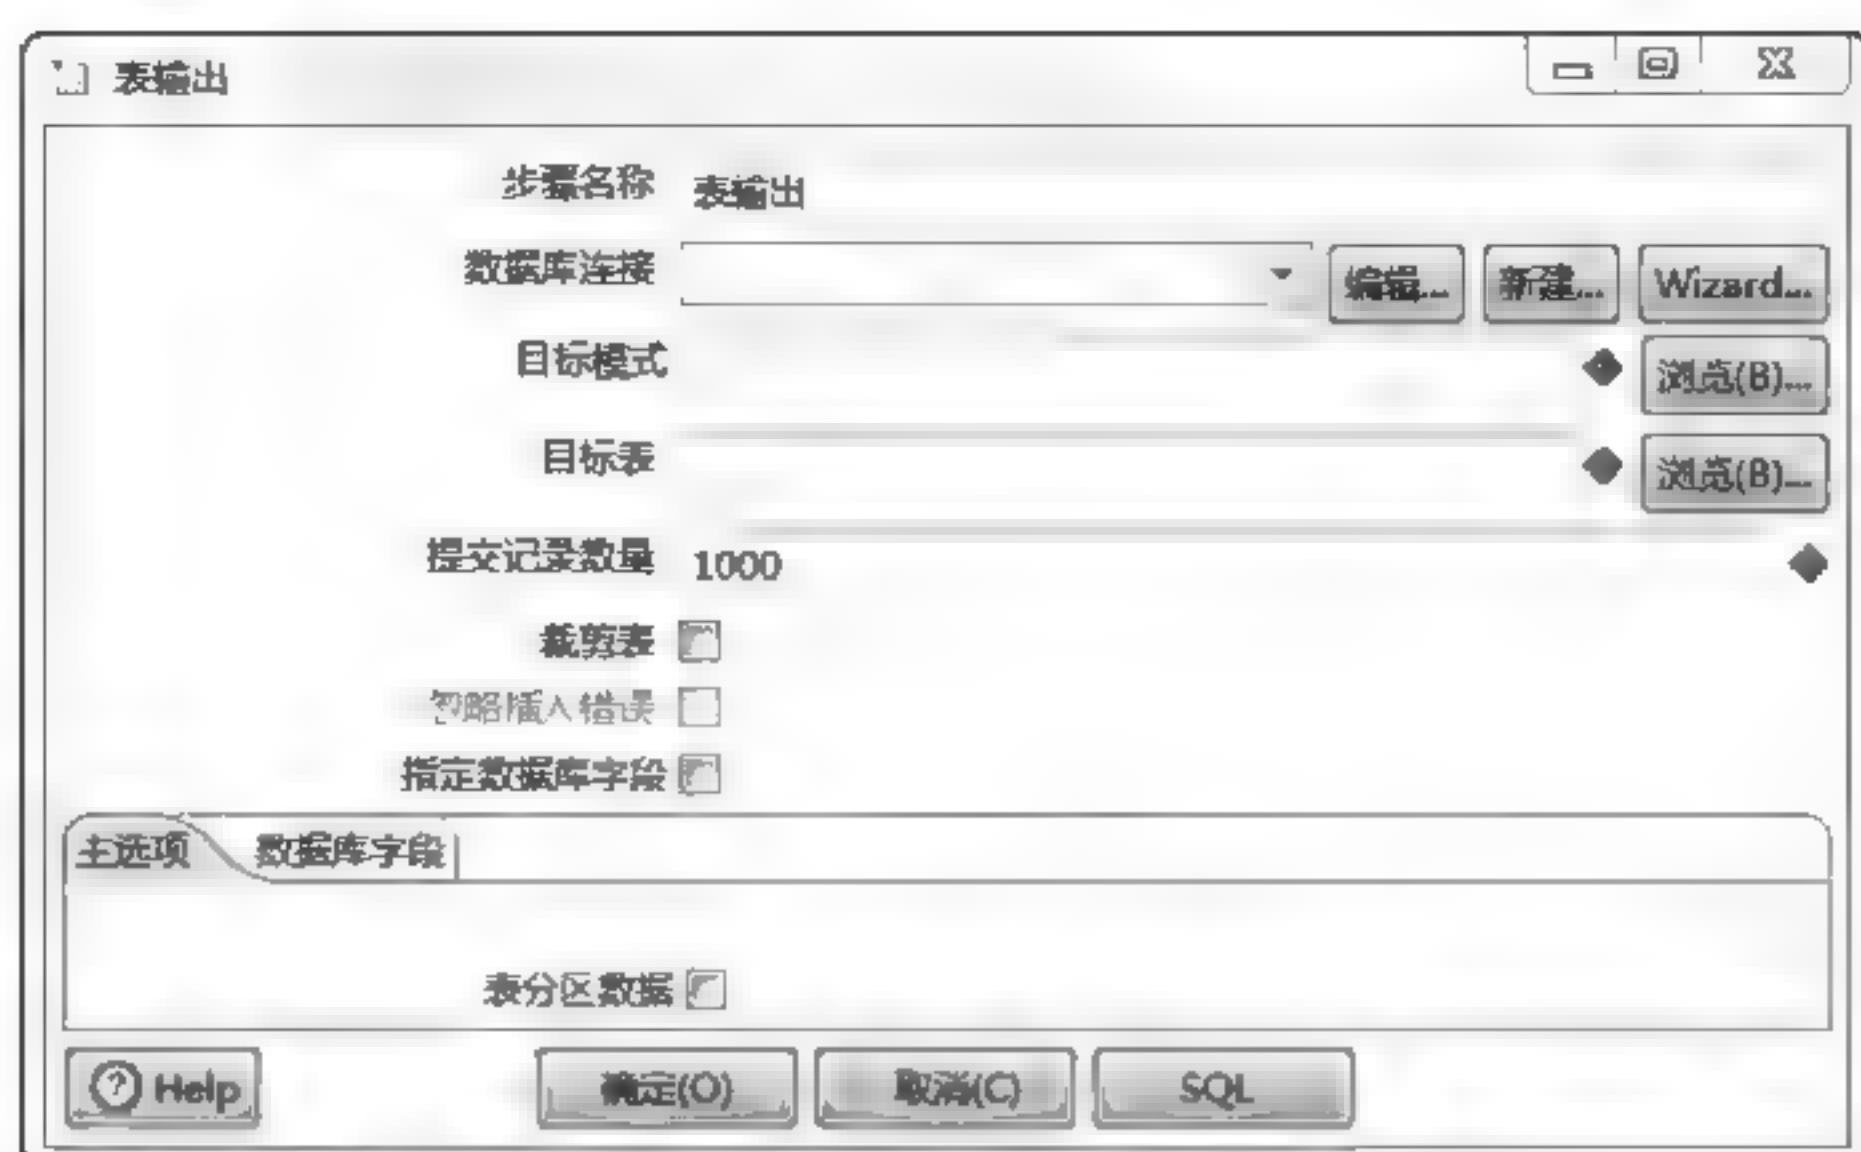 表输出
步骤名称 表输出
数据库连接 编辑... 新建... Wizard...
目标模式 浏览(B)...
目标表 浏览(B)...
提交记录数量 1000
裁剪表
忽略插入错误
指定数据库字段
主选项 数据库字段
表分区数据
Help 确定(O) 取消(C) SQL